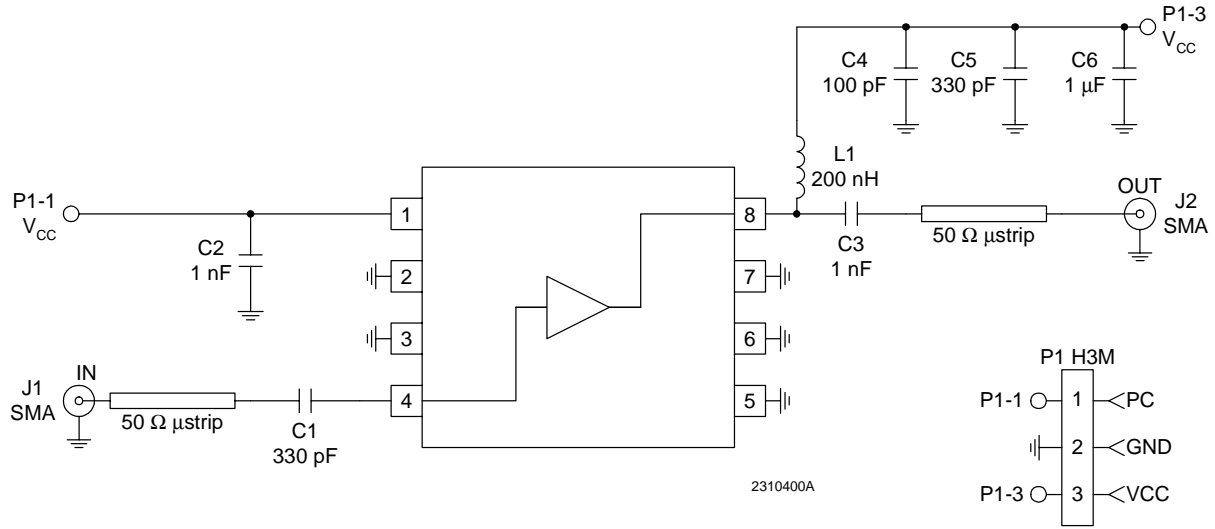 P1-3
VCC
C4
100 pF
C5
330 pF
C6
1 µF
L1
200 nH
P1-1
VCC
C2
1 nF
1
2
3
4
8
7
6
5
C3
1 nF
50 Ω µstrip
OUT
J2
SMA
J1
SMA
IN
50 Ω µstrip
C1
330 pF
2310400A
P1 H3M
P1-1 1 PC
2 GND
P1-3 3 VCC